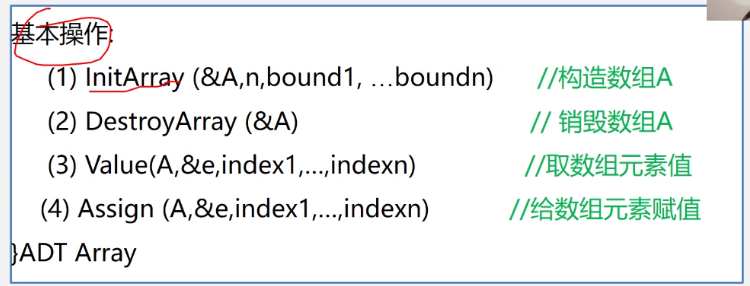 基本操作:
(1) InitArray (&A,n,bound1, …boundn) //构造数组A
(2) DestroyArray (&A) // 销毁数组A
(3) Value(A,&e,index1,...,indexn) //取数组元素值
(4) Assign (A,&e,index1,...,indexn) //给数组元素赋值
}ADT Array